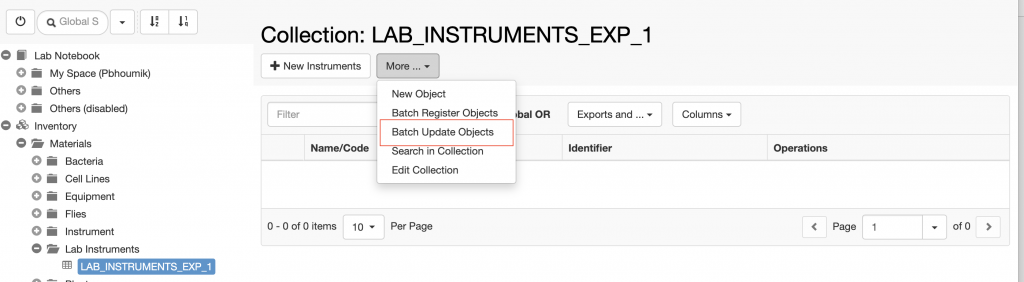 Global S
Lab Notebook
My Space (Pbhoumik)
Others
Others (disabled)
Inventory
Materials
Bacteria
Cell Lines
Equipment
Flies
Instrument
Lab Instruments
LAB_INSTRUMENTS_EXP_1
Collection: LAB_INSTRUMENTS_EXP_1
New Instruments
More ...
New Object
Batch Register Objects
Batch Update Objects
Search in Collection
Edit Collection
Filter
OR
Exports and ...
Columns
Name/Code
Identifier
Operations
0 - 0 of 0 items
10
Per Page
Page
1
of 0